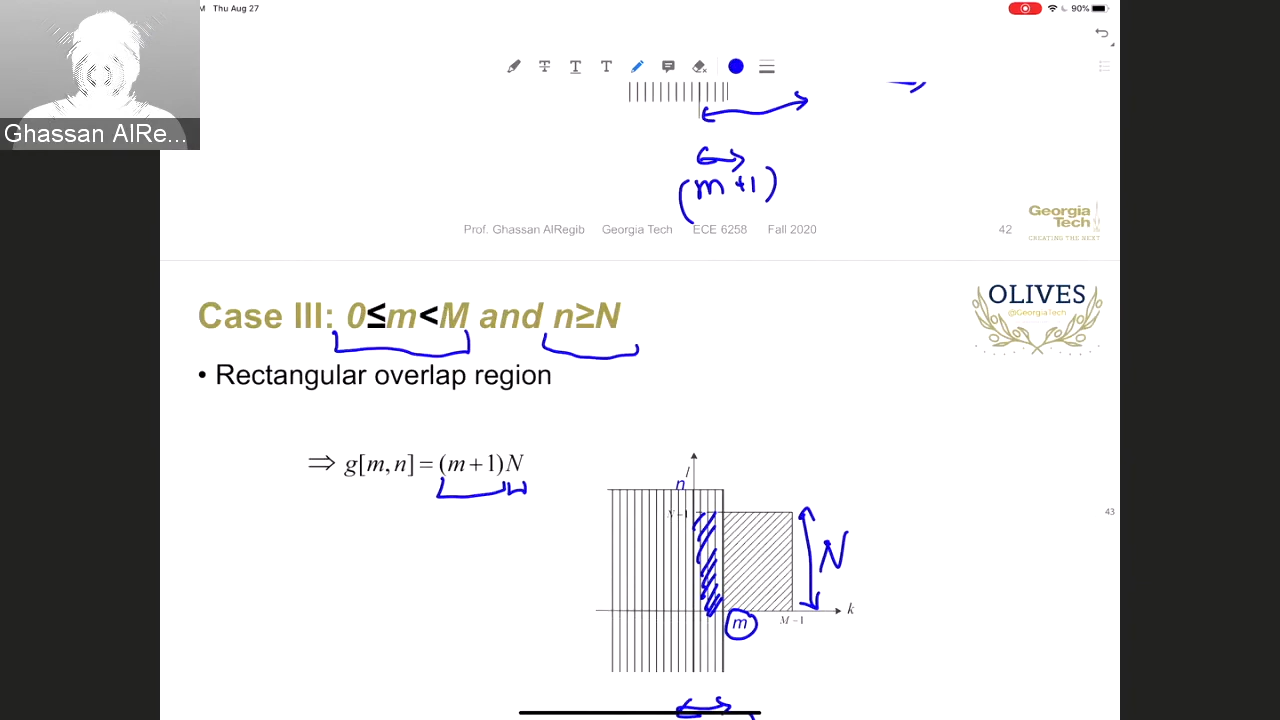 M Thu Aug 27
90%
T T T
Ghassan AlRe...
(m+1)
Prof. Ghassan AlRegib Georgia Tech ECE 6258 Fall 2020
42
Georgia
Tech
CREATING THE NEXT
Case III: 0≤m<M and n≥N
OLIVES
@GeorgiaTech
• Rectangular overlap region
⇒ g[m,n] = (m+1)N
l
n
N-1
43
N
k
m
M-1